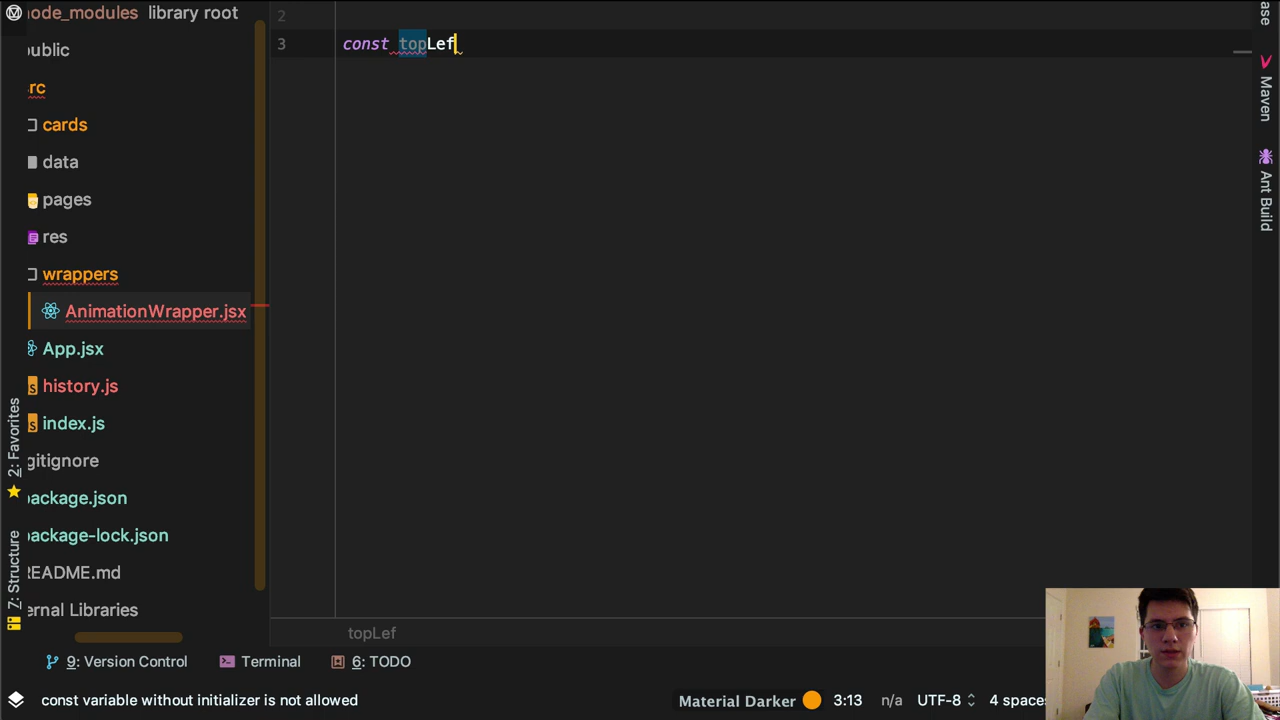 node_modules library root
public
src
cards
data
pages
res
wrappers
AnimationWrapper.jsx
App.jsx
history.js
index.js
gitignore
package.json
package-lock.json
README.md
ernal Libraries
2: Favorites
7: Structure
2
3 const topLef
topLef
ase
Maven
Ant Build
9: Version Control Terminal 6: TODO
const variable without initializer is not allowed Material Darker 3:13 n/a UTF-8 4 spaces